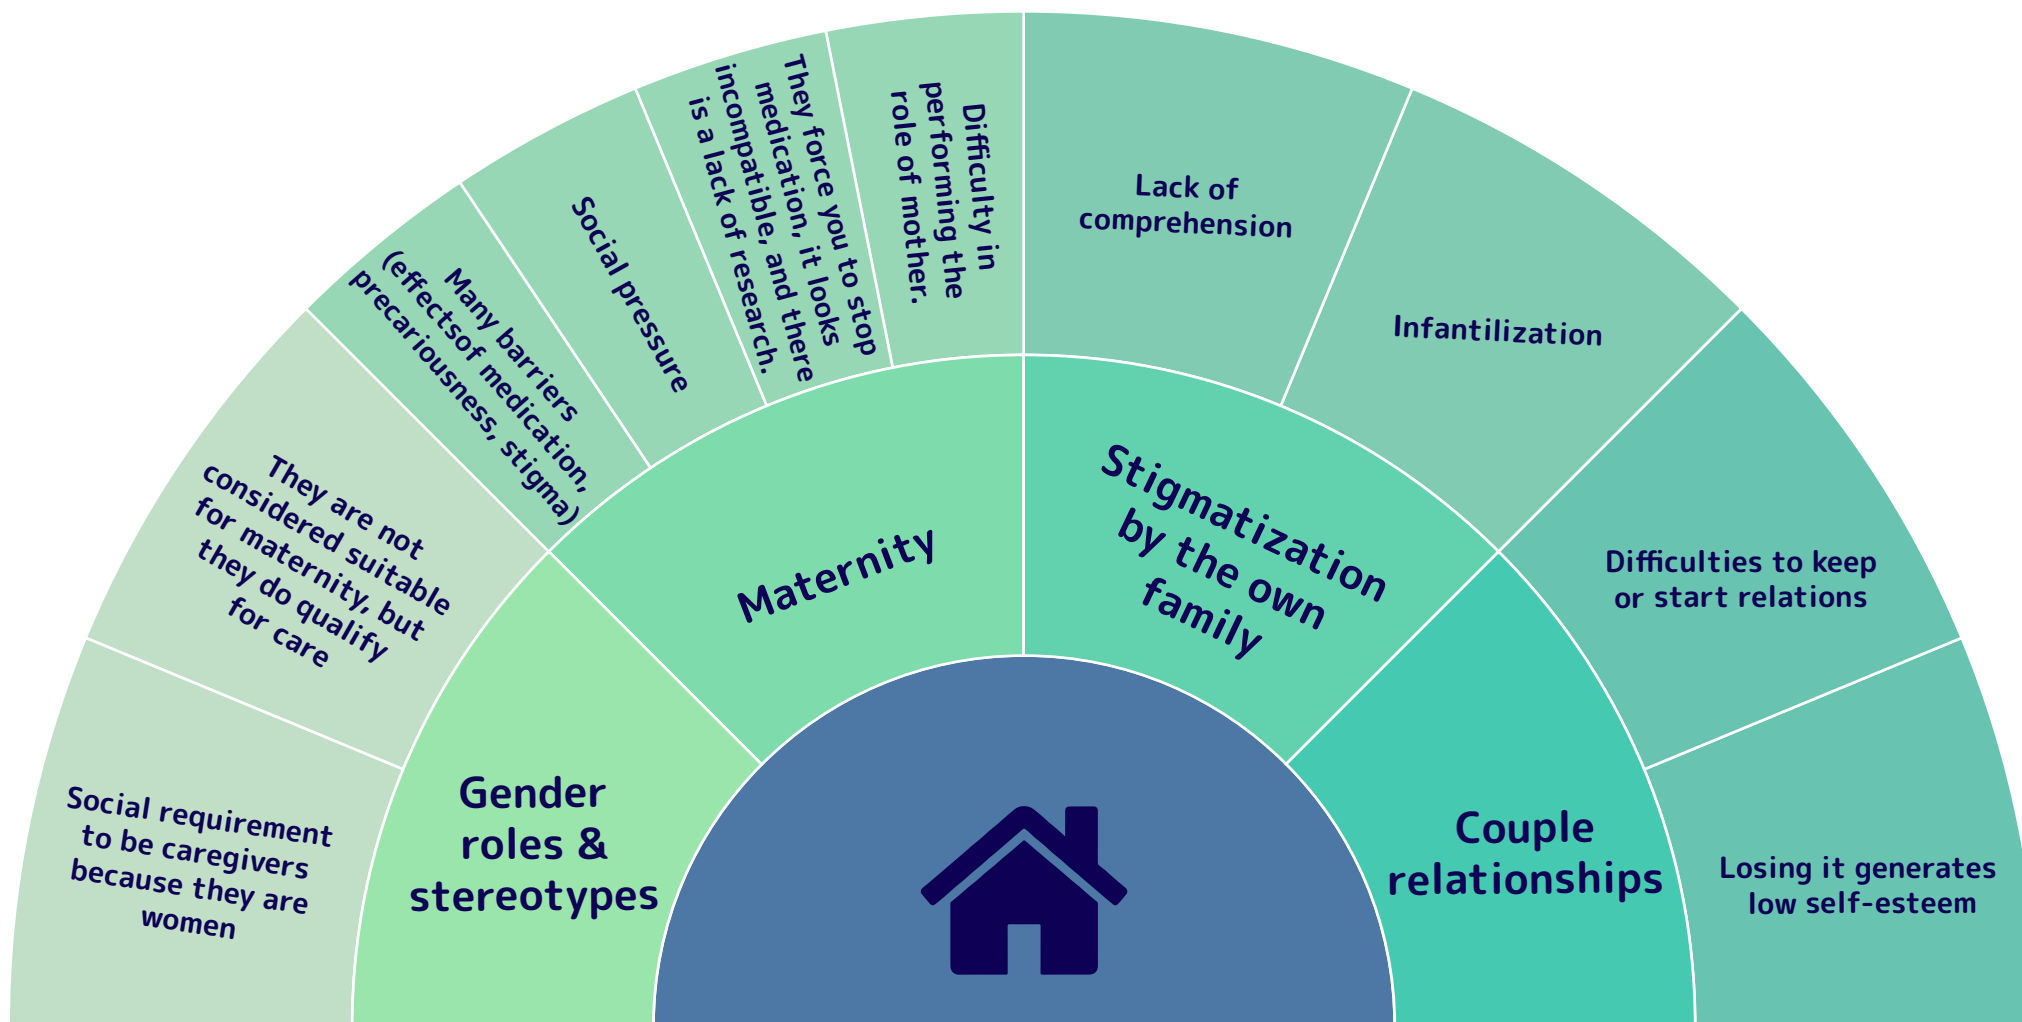 Gender
roles &
stereotypes
Social requirement
to be caregivers
because they are
women
They are not
considered suitable
for maternity, but
they do qualify
for care
Maternity
Many barriers
(effectsof medication,
precariousness, stigma)
Social pressure
They force you to stop
medication, it looks
incompatible, and there
is a lack of research.
Difficulty in
performing the
role of mother.
Stigmatization
by the own
family
Lack of
comprehension
Infantilization
Couple
relationships
Difficulties to keep
or start relations
Losing it generates
low self-esteem